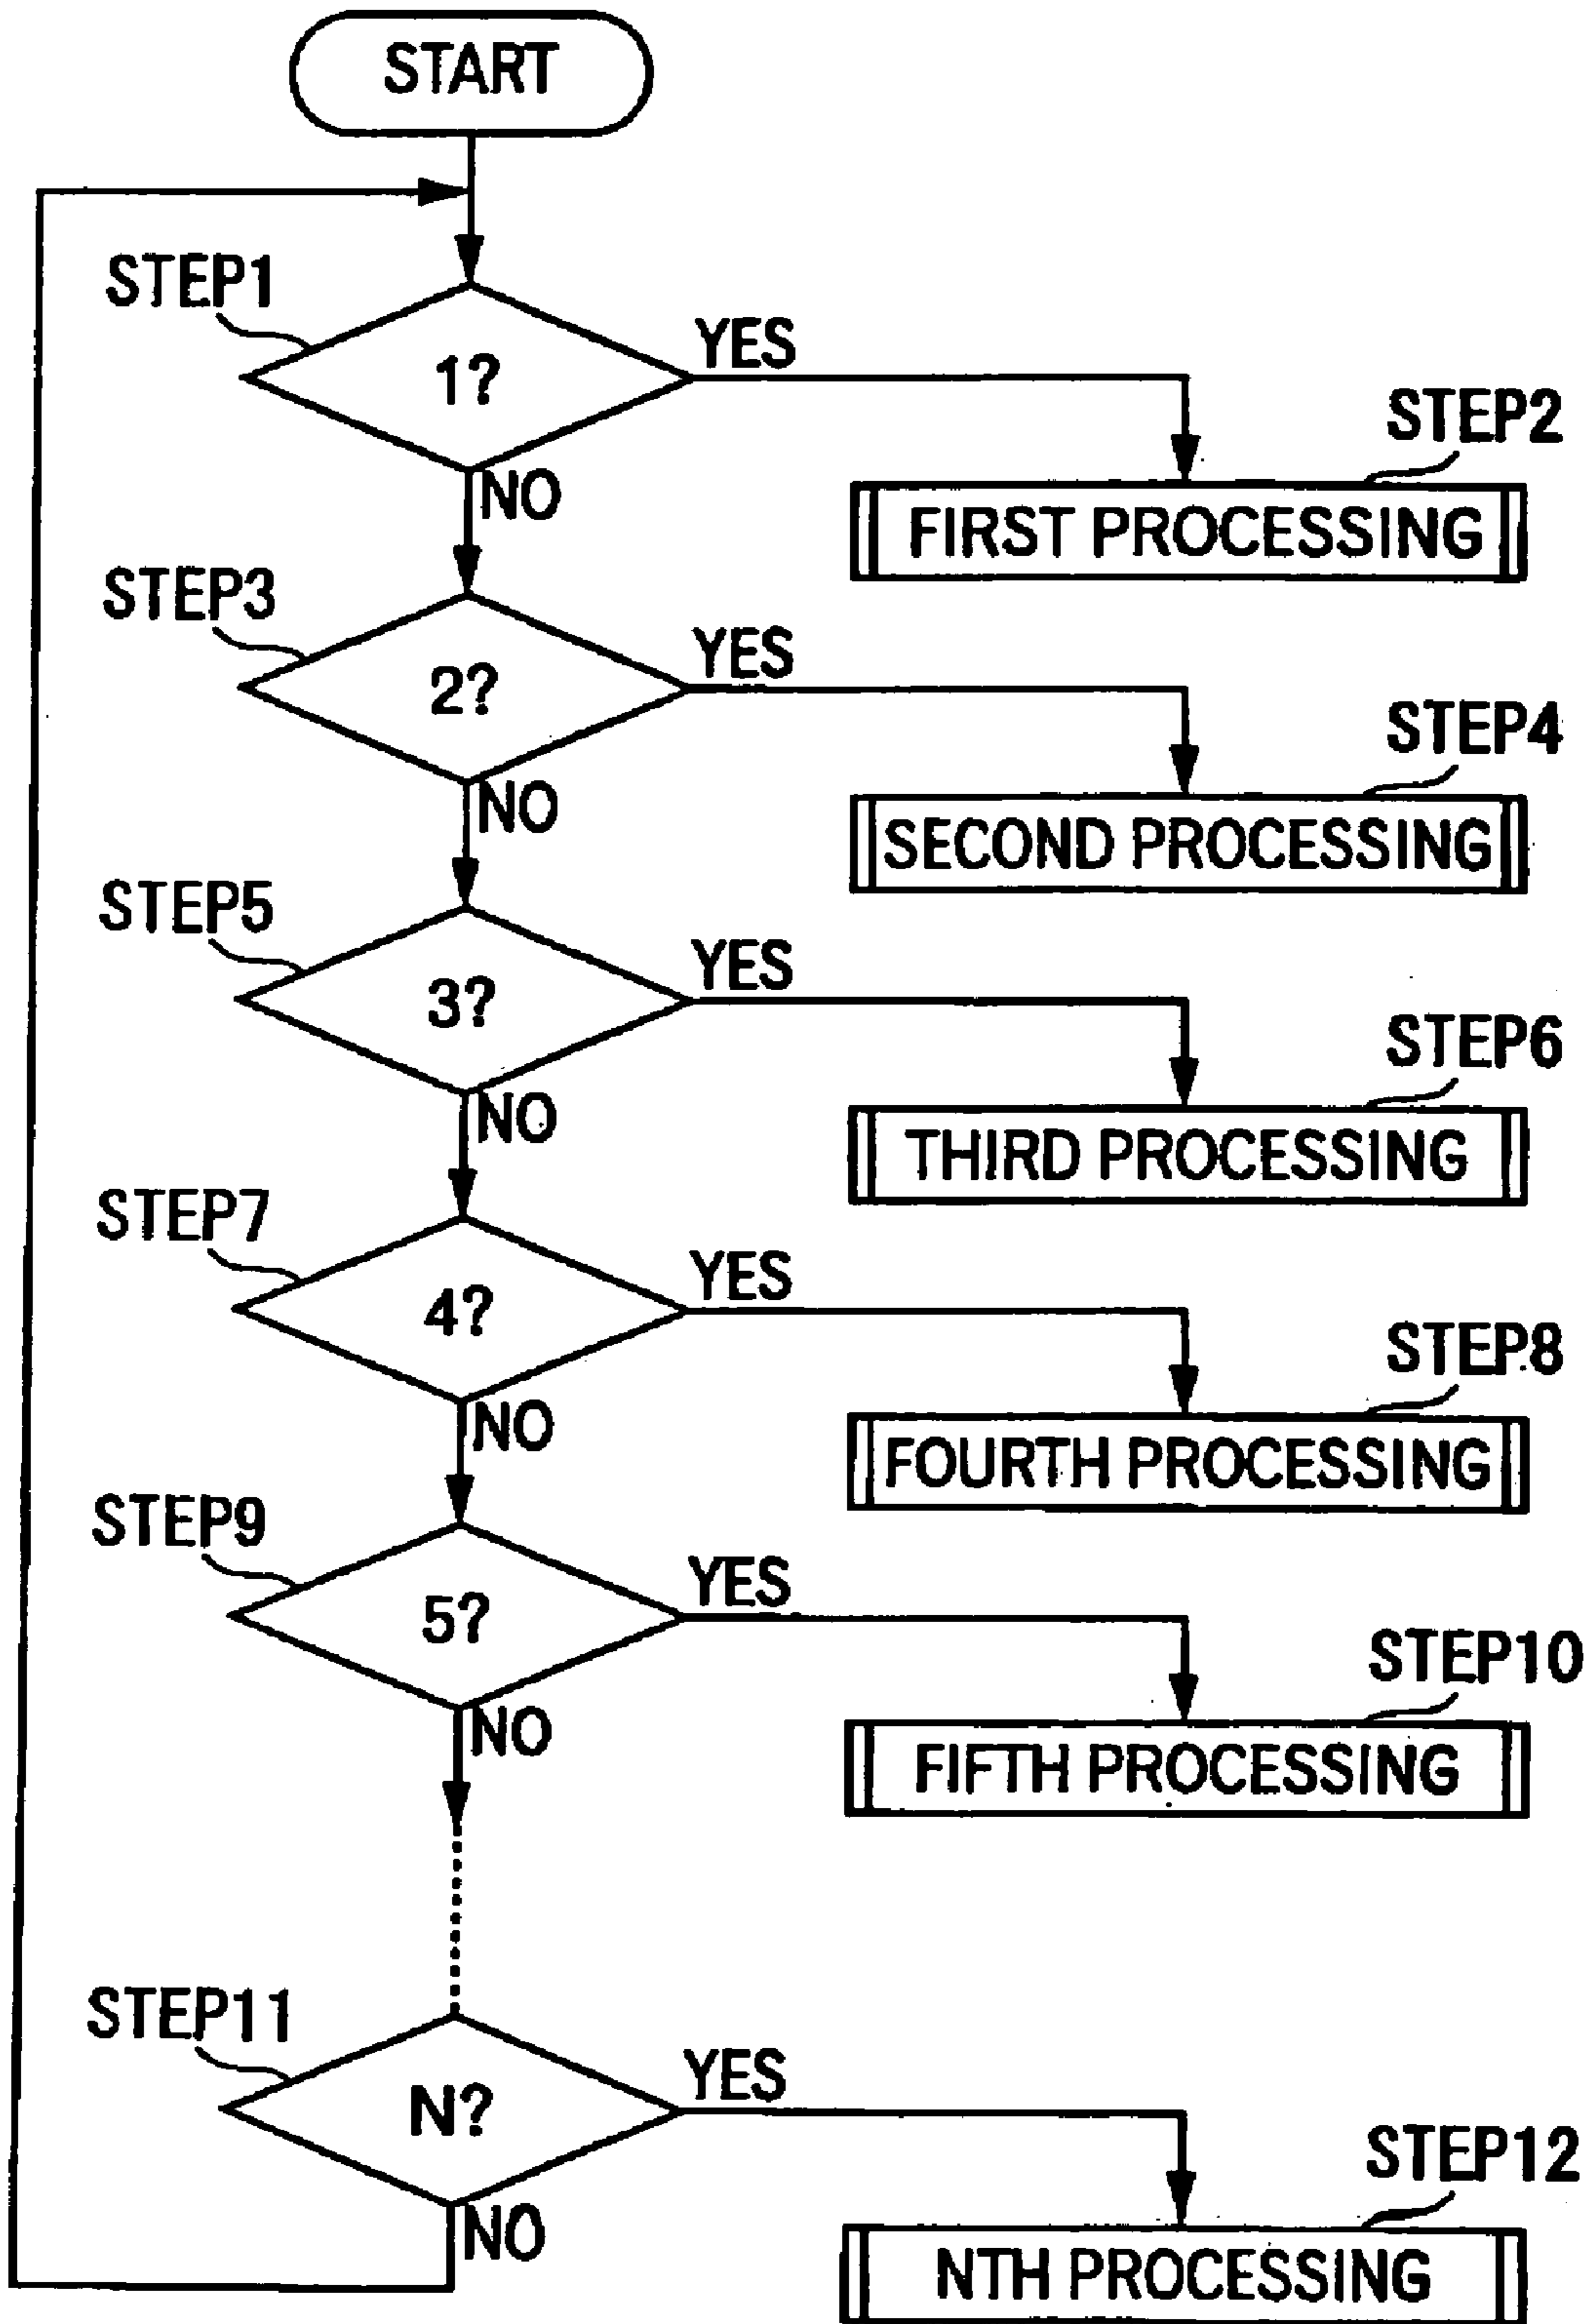 START
STEP1
1?
YES
NO
STEP2
FIRST PROCESSING
STEP3
2?
YES
NO
STEP4
SECOND PROCESSING
STEP5
3?
YES
NO
STEP6
THIRD PROCESSING
STEP7
4?
YES
NO
STEP8
FOURTH PROCESSING
STEP9
5?
YES
NO
STEP10
FIFTH PROCESSING
STEP11
N?
YES
NO
STEP12
NTH PROCESSING